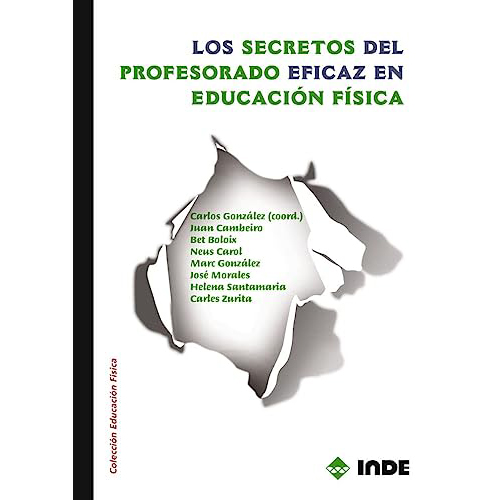 LOS SECRETOS DEL
PROFESORADO EFICAZ EN
EDUCACIÓN FÍSICA
Carlos González (coord.)
Juan Cambeiro
Bet Boloix
Neus Carol
Marc González
José Morales
Helena Santamaria
Carles Zurita
Colección Educación Física
INDE